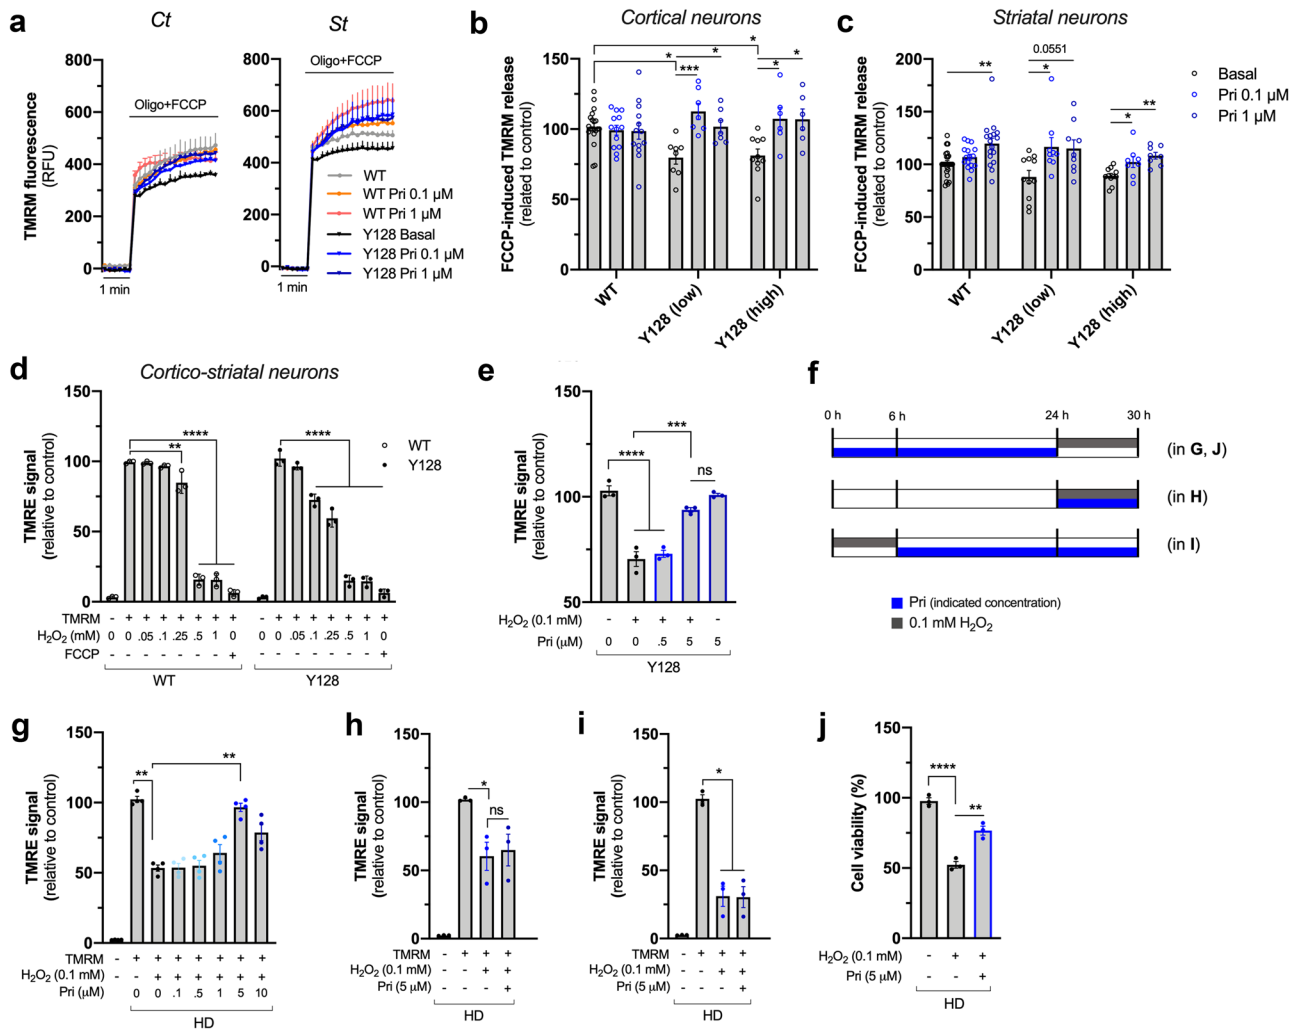 a
Ct
St
TMRM fluorescence
(RFU)
800
600
400
200
0
Oligo+FCCP
1 min
800
600
400
200
0
Oligo+FCCP
1 min
WT
WT Pri 0.1 µM
WT Pri 1 µM
Y128 Basal
Y128 Pri 0.1 µM
Y128 Pri 1 µM
b
Cortical neurons
FCCP-induced TMRM release
(related to control)
150
100
50
0
* *
* *** * * *
WT
Y128 (low)
Y128 (high)
c
Striatal neurons
FCCP-induced TMRM release
(related to control)
200
150
100
50
0
0.0551
** * * **
WT
Y128 (low)
Y128 (high)
Basal
Pri 0.1 µM
Pri 1 µM
d
Cortico-striatal neurons
TMRE signal
(relative to control)
150
100
50
0
****
**
****
WT
Y128
TMRM - + + + + + + + - + + + + + + +
H₂O₂ (mM) 0 0 .05 .1 .25 .5 1 0 0 0 .05 .1 .25 .5 1 0
FCCP - - - - - - - + - - - - - - - +
WT Y128
e
TMRE signal
(relative to control)
150
100
50
****
***
ns
H₂O₂ (0.1 mM) - + + + -
Pri (µM) 0 0 .5 5 5
Y128
f
0 h 6 h 24 h 30 h
(in G, J)
(in H)
(in I)
Pri (indicated concentration)
0.1 mM H₂O₂
g
TMRE signal
(relative to control)
150
100
50
0
**
**
TMRM - + + + + + + +
H₂O₂ (0.1 mM) - - + + + + + +
Pri (µM) 0 0 .1 .5 1 5 10
HD
h
TMRE signal
(relative to control)
150
100
50
0
*
ns
TMRM - + + +
H₂O₂ (0.1 mM) - - + +
Pri (5 µM) - - - +
HD
i
TMRE signal
(relative to control)
150
100
50
0
*
TMRM - + + +
H₂O₂ (0.1 mM) - - + +
Pri (5 µM) - - - +
HD
j
Cell viability (%)
150
100
50
0
****
**
H₂O₂ (0.1 mM) - + +
Pri (5 µM) - - +
HD